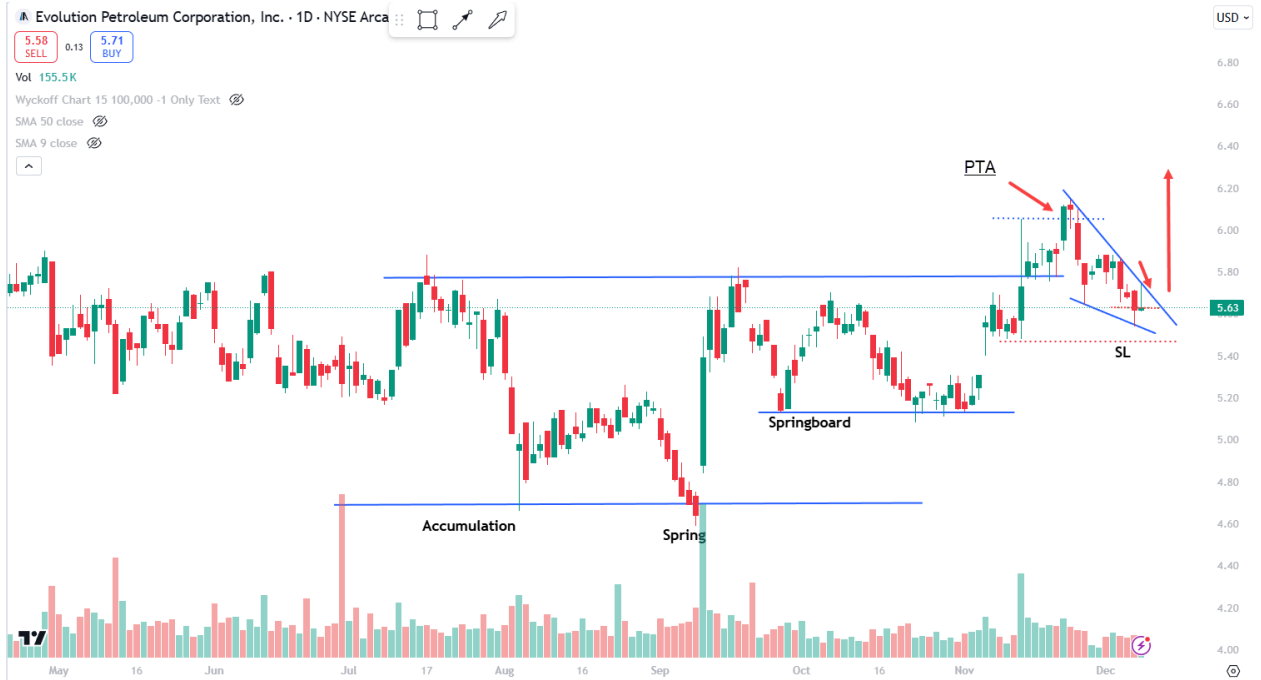 Evolution Petroleum Corporation, Inc. · 1D · NYSE Arca
USD
5.58
SELL
0.13
5.71
BUY
Vol 155.5K
Wyckoff Chart 15 100,000 -1 Only Text
SMA 50 close
SMA 9 close
PTA
SL
Springboard
Accumulation
Spring
6.80
6.60
6.40
6.20
6.00
5.80
5.63
5.40
5.20
5.00
4.80
4.60
4.40
4.20
4.00
May 16 Jun Jul 17 Aug 16 Sep Oct 16 Nov Dec